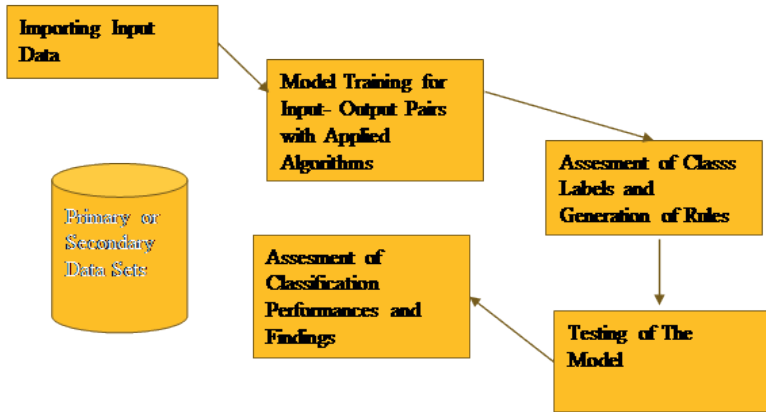 Importing Input
Data
Model Training for
Input- Output Pairs
with Applied
Algorithms
Assesment of Classs
Labels and
Generation of Rules
Primary or
Secondary
Data Sets
Assesment of
Classification
Performances and
Findings
Testing of The
Model